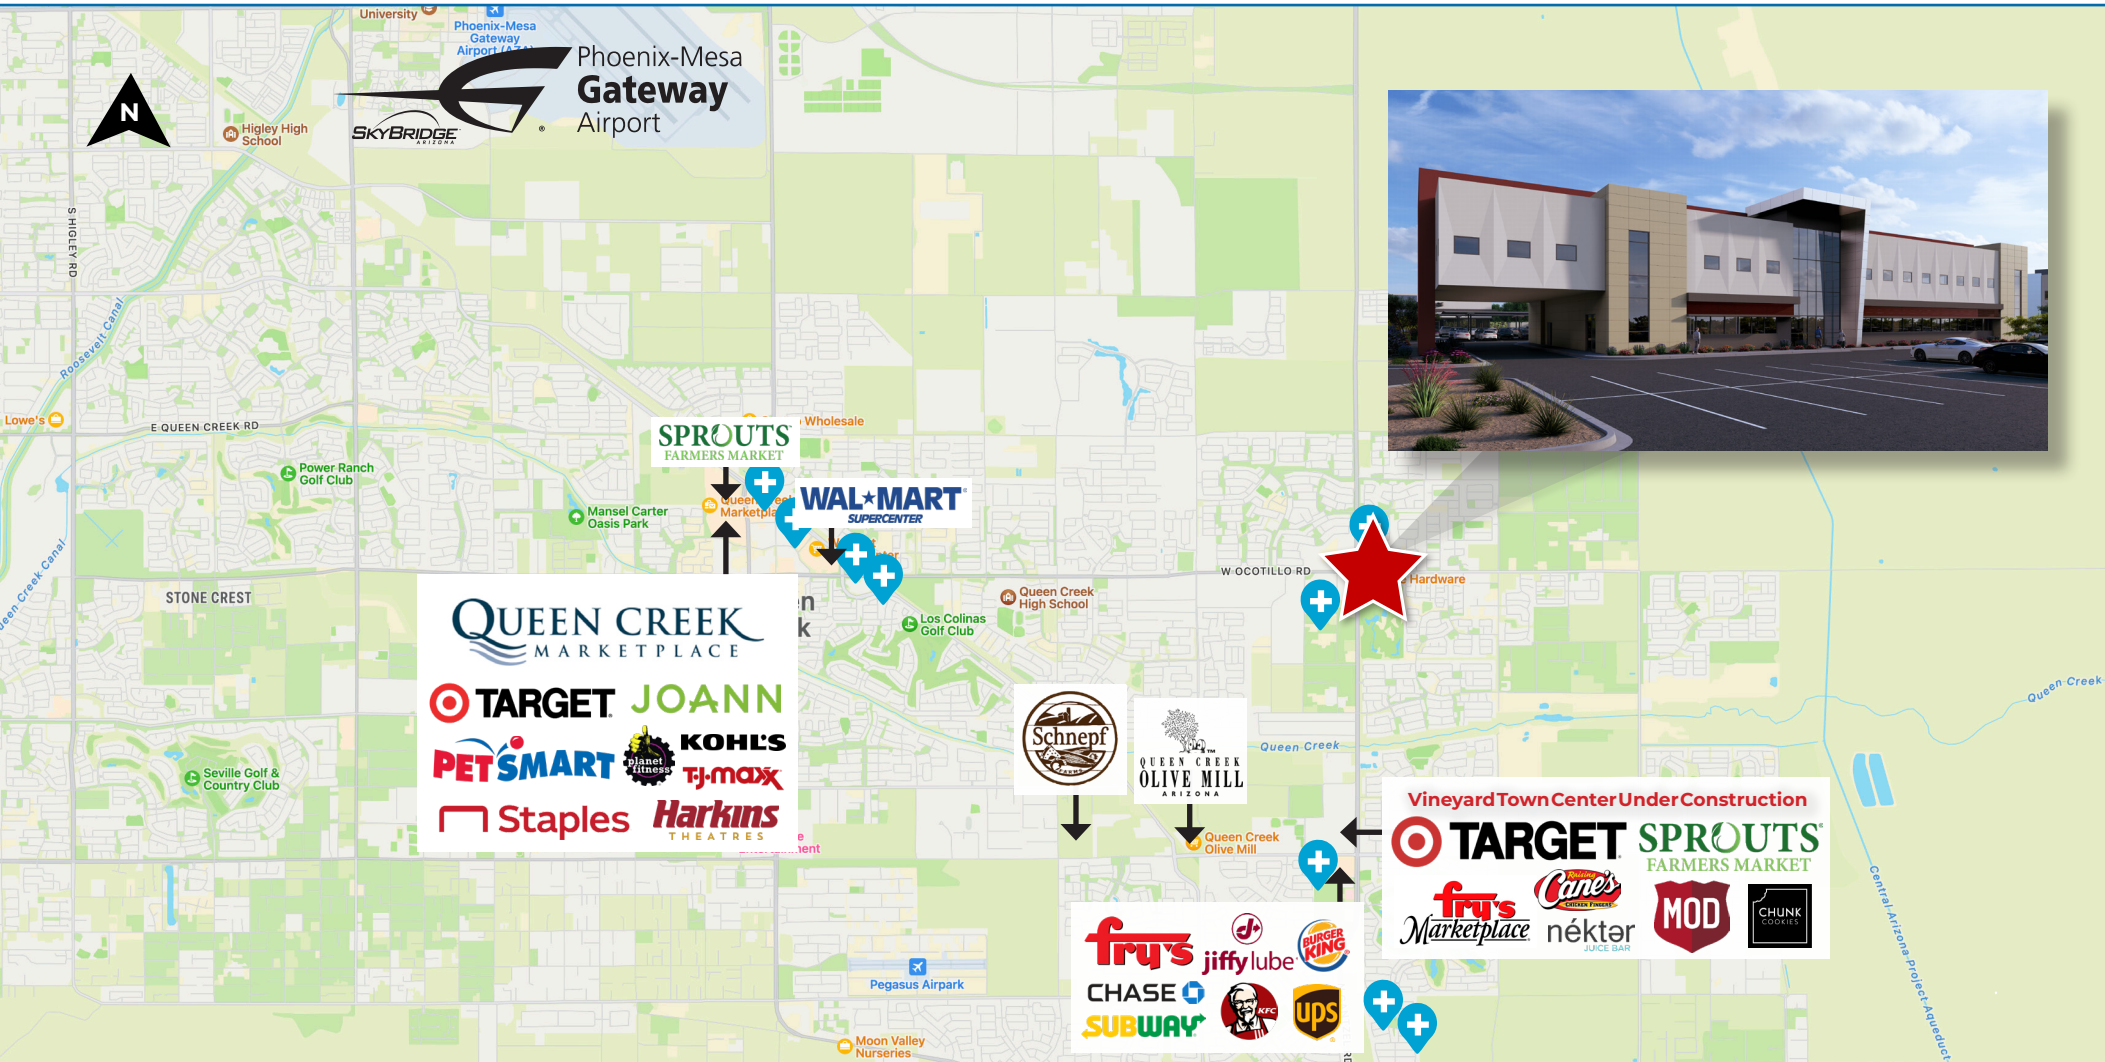 University
Phoenix-Mesa
Gateway
Airport (AZA)
Phoenix-Mesa
Gateway
Airport
SKYBRIDGE
ARIZONA
N
Higley High
School
S HIGLEY RD
Roosevelt Canal
Lowe's
E QUEEN CREEK RD
Power Ranch
Golf Club
SPROUTS
FARMERS MARKET
Wholesale
Mansel Carter
Oasis Park
WAL★MART
SUPERCENTER
Queen Creek Canal
STONE CREST
W OCOTILLO RD
Hardware
Queen Creek
High School
Los Colinas
Golf Club
QUEEN CREEK
MARKETPLACE
TARGET
JOANN
PETSMART
planet
fitness
KOHL'S
T•J•maxx
Staples
Harkins
THEATRES
Seville Golf &
Country Club
Schnepf
FARMS
QUEEN CREEK
OLIVE MILL
ARIZONA
Queen Creek
Queen Creek
Queen Creek
Olive Mill
Vineyard Town Center Under Construction
TARGET
SPROUTS
FARMERS MARKET
fry's
Marketplace
Raising
Cane's
CHICKEN FINGERS
néktər
JUICE BAR
MOD
CHUNK
COOKIES
fry's
jiffy lube
BURGER
KING
CHASE
SUBWAY
KFC
ups
Pegasus Airpark
Moon Valley
Nurseries
Central Arizona Project Aqueduct